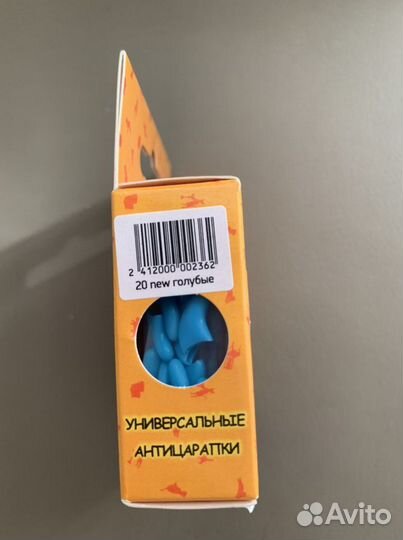 2 412000 002362
20 new голубые
УНИВЕРСАЛЬНЫЕ
АНТИЦАРАПКИ
Avito